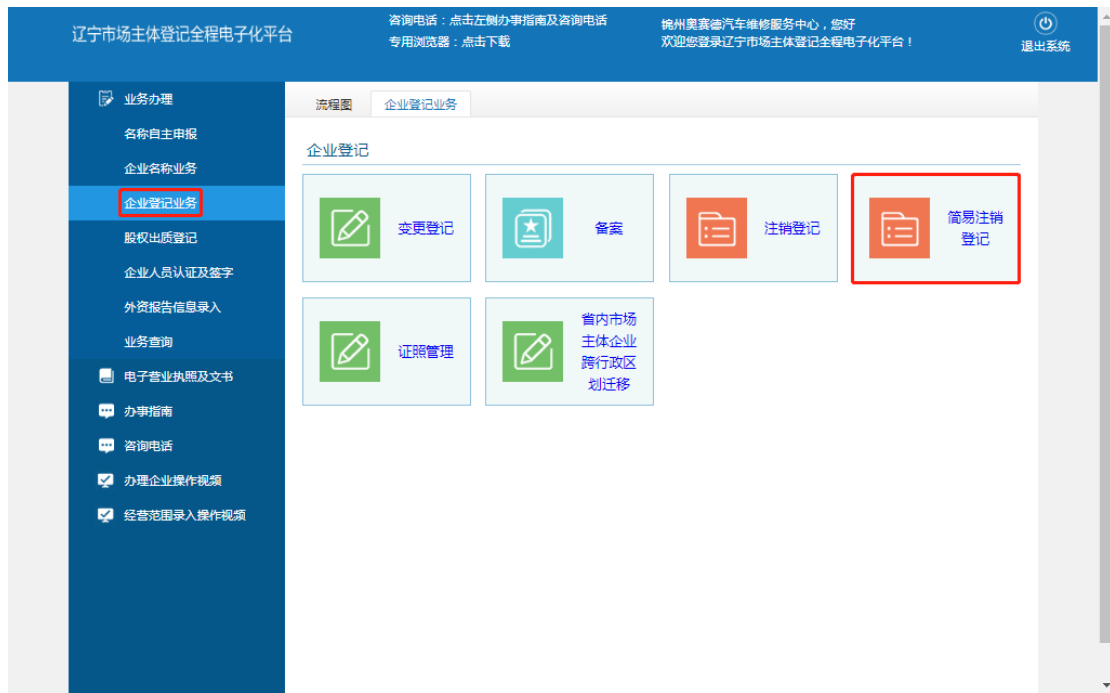 辽宁市场主体登记全程电子化平台
咨询电话：点击左侧办事指南及咨询电话
专用浏览器：点击下载
锦州奥赛德汽车维修服务中心，您好
欢迎您登录辽宁市场主体登记全程电子化平台！
退出系统
业务办理
名称自主申报
企业名称业务
企业登记业务
股权出质登记
企业人员认证及签字
外资报告信息录入
业务查询
电子营业执照及文书
办事指南
咨询电话
办理企业操作视频
经营范围录入操作视频
流程图
企业登记业务
企业登记
变更登记
备案
注销登记
简易注销
登记
证照管理
省内市场
主体企业
跨行政区
划迁移